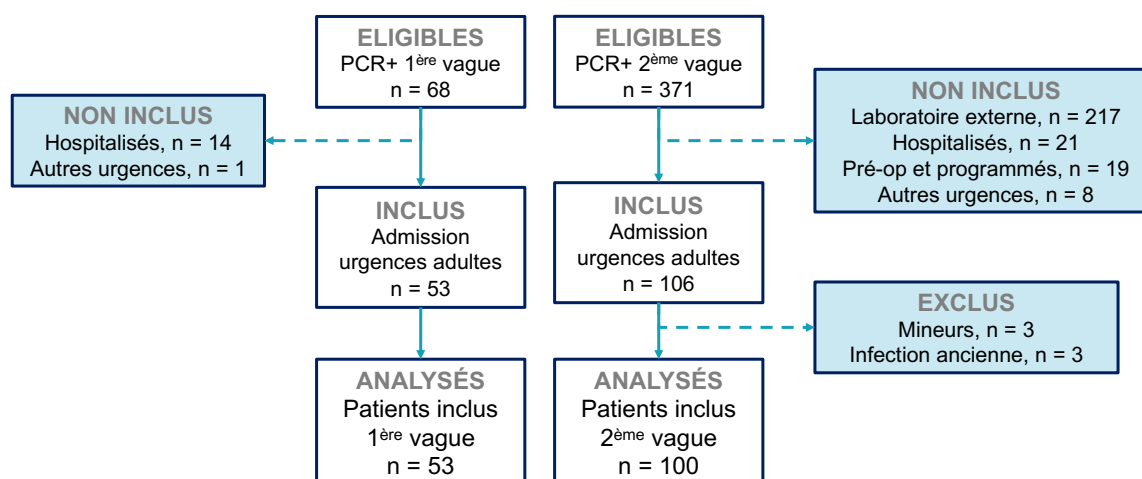 ELIGIBLES
PCR+ 1ère vague
n = 68
ELIGIBLES
PCR+ 2ème vague
n = 371
NON INCLUS
Hospitalisés, n = 14
Autres urgences, n = 1
NON INCLUS
Laboratoire externe, n = 217
Hospitalisés, n = 21
Pré-op et programmés, n = 19
Autres urgences, n = 8
INCLUS
Admission
urgences adultes
n = 53
INCLUS
Admission
urgences adultes
n = 106
EXCLUS
Mineurs, n = 3
Infection ancienne, n = 3
ANALYSÉS
Patients inclus
1ère vague
n = 53
ANALYSÉS
Patients inclus
2ème vague
n = 100